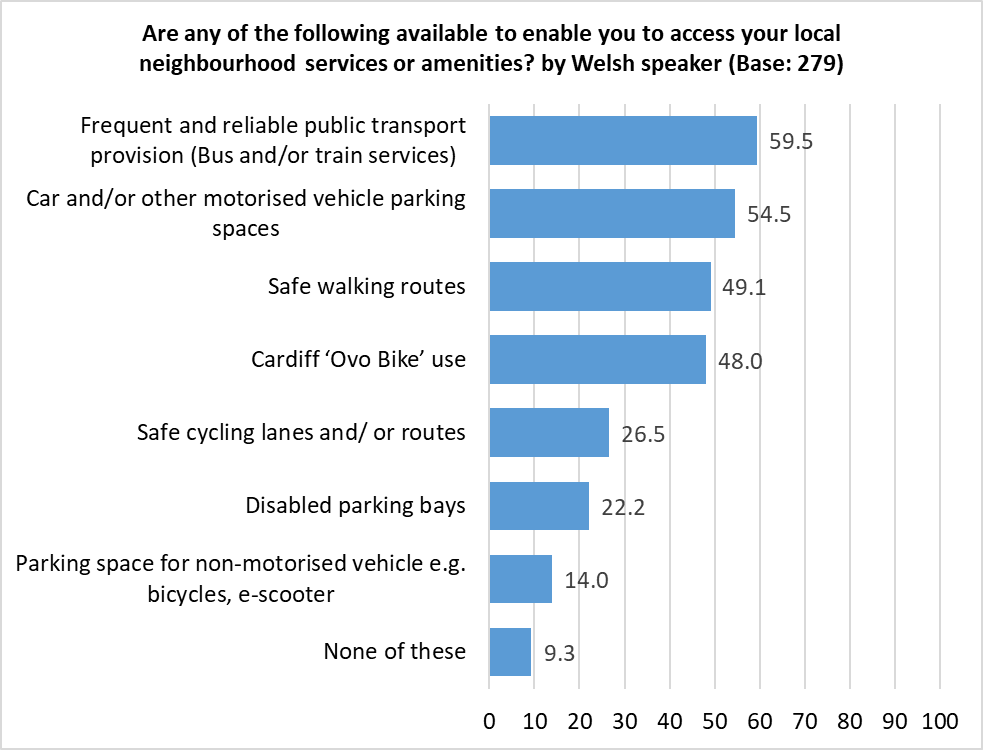 Are any of the following available to enable you to access your local
neighbourhood services or amenities? by Welsh speaker (Base: 279)
Frequent and reliable public transport
provision (Bus and/or train services)
59.5
Car and/or other motorised vehicle parking
spaces
54.5
Safe walking routes
49.1
Cardiff ‘Ovo Bike’ use
48.0
Safe cycling lanes and/ or routes
26.5
Disabled parking bays
22.2
Parking space for non-motorised vehicle e.g.
bicycles, e-scooter
14.0
None of these
9.3
0 10 20 30 40 50 60 70 80 90 100